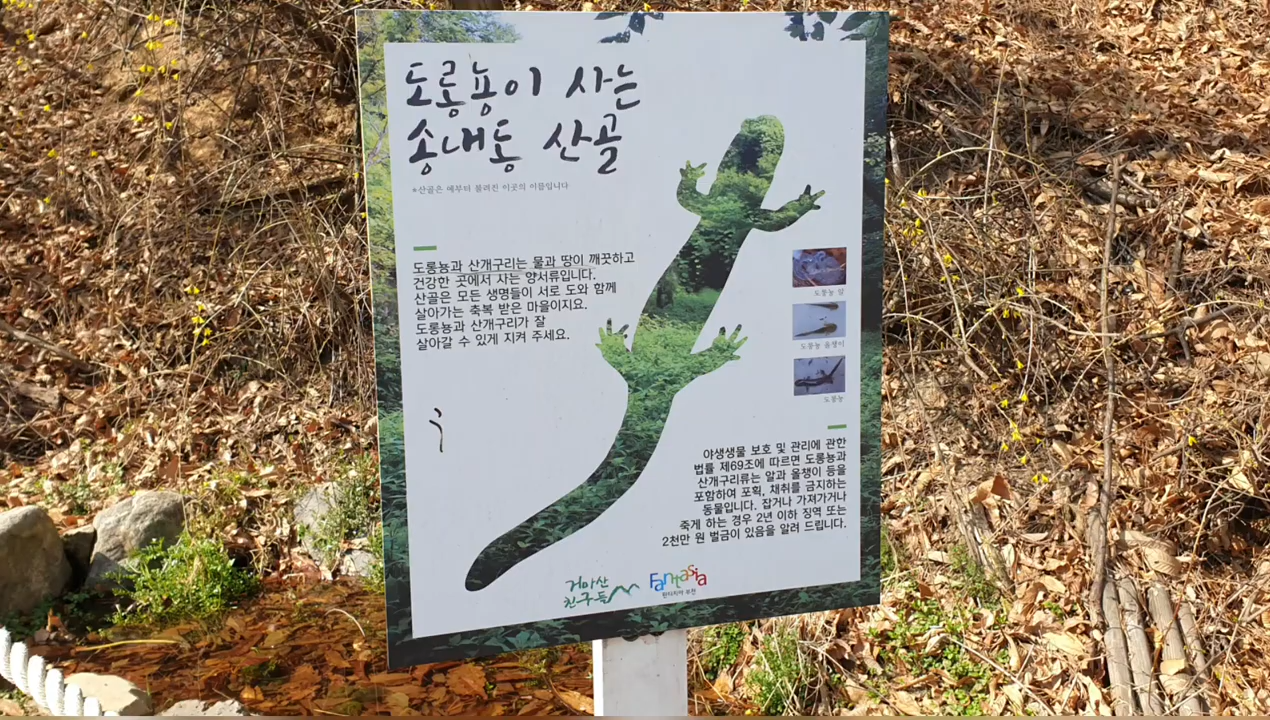 도롱뇽이 사는
송내동 산골
*산골은 예부터 불려진 이곳의 이름입니다
도롱뇽과 산개구리는 물과 땅이 깨끗하고
건강한 곳에서 사는 양서류입니다.
산골은 모든 생명들이 서로 도와 함께
살아가는 축복 받은 마을이지요.
도롱뇽과 산개구리가 잘
살아갈 수 있게 지켜 주세요.
도롱뇽 알
도롱뇽 올챙이
도롱뇽
야생생물 보호 및 관리에 관한
법률 제69조에 따르면 도롱뇽과
산개구리류는 알과 올챙이 등을
포함하여 포획, 채취를 금지하는
동물입니다. 잡거나 가져가거나
죽게 하는 경우 2년 이하 징역 또는
2천만 원 벌금이 있음을 알려 드립니다.
거마산
친구들
Fantasia
판타지아 부천